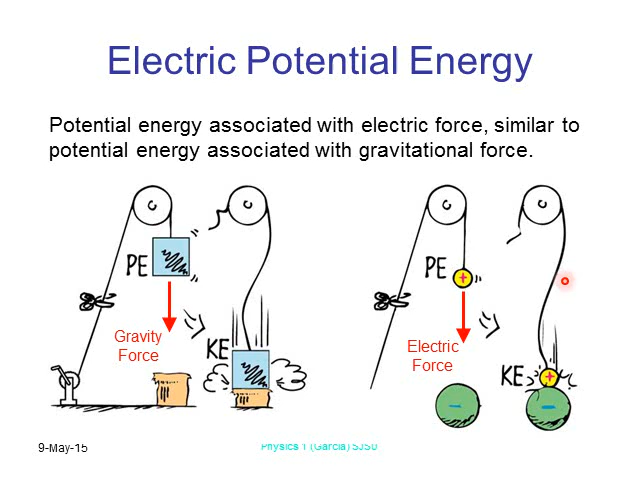 Electric Potential Energy
Potential energy associated with electric force, similar to
potential energy associated with gravitational force.
PE
PE
Gravity
Force
Electric
Force
KE
KE
+
+
−
−
9-May-15
Physics 1 (Garcia) SJSU